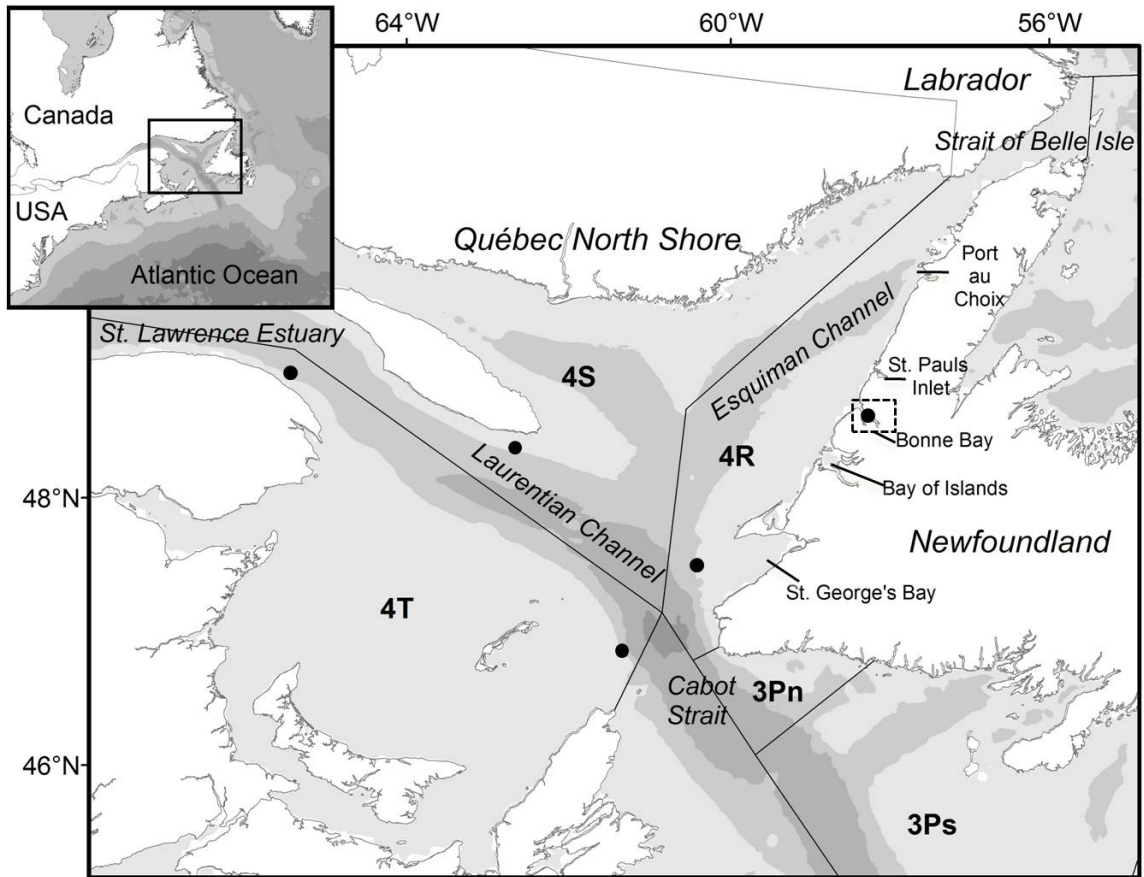 64°W
60°W
56°W
Canada
USA
Atlantic Ocean
Labrador
Strait of Belle Isle
Québec North Shore
Port
au
Choix
St. Lawrence Estuary
4S
Esquiman Channel
St. Pauls
Inlet
4R
Bonne Bay
Laurentian Channel
Bay of Islands
48°N
Newfoundland
St. George's Bay
4T
Cabot
Strait
3Pn
46°N
3Ps